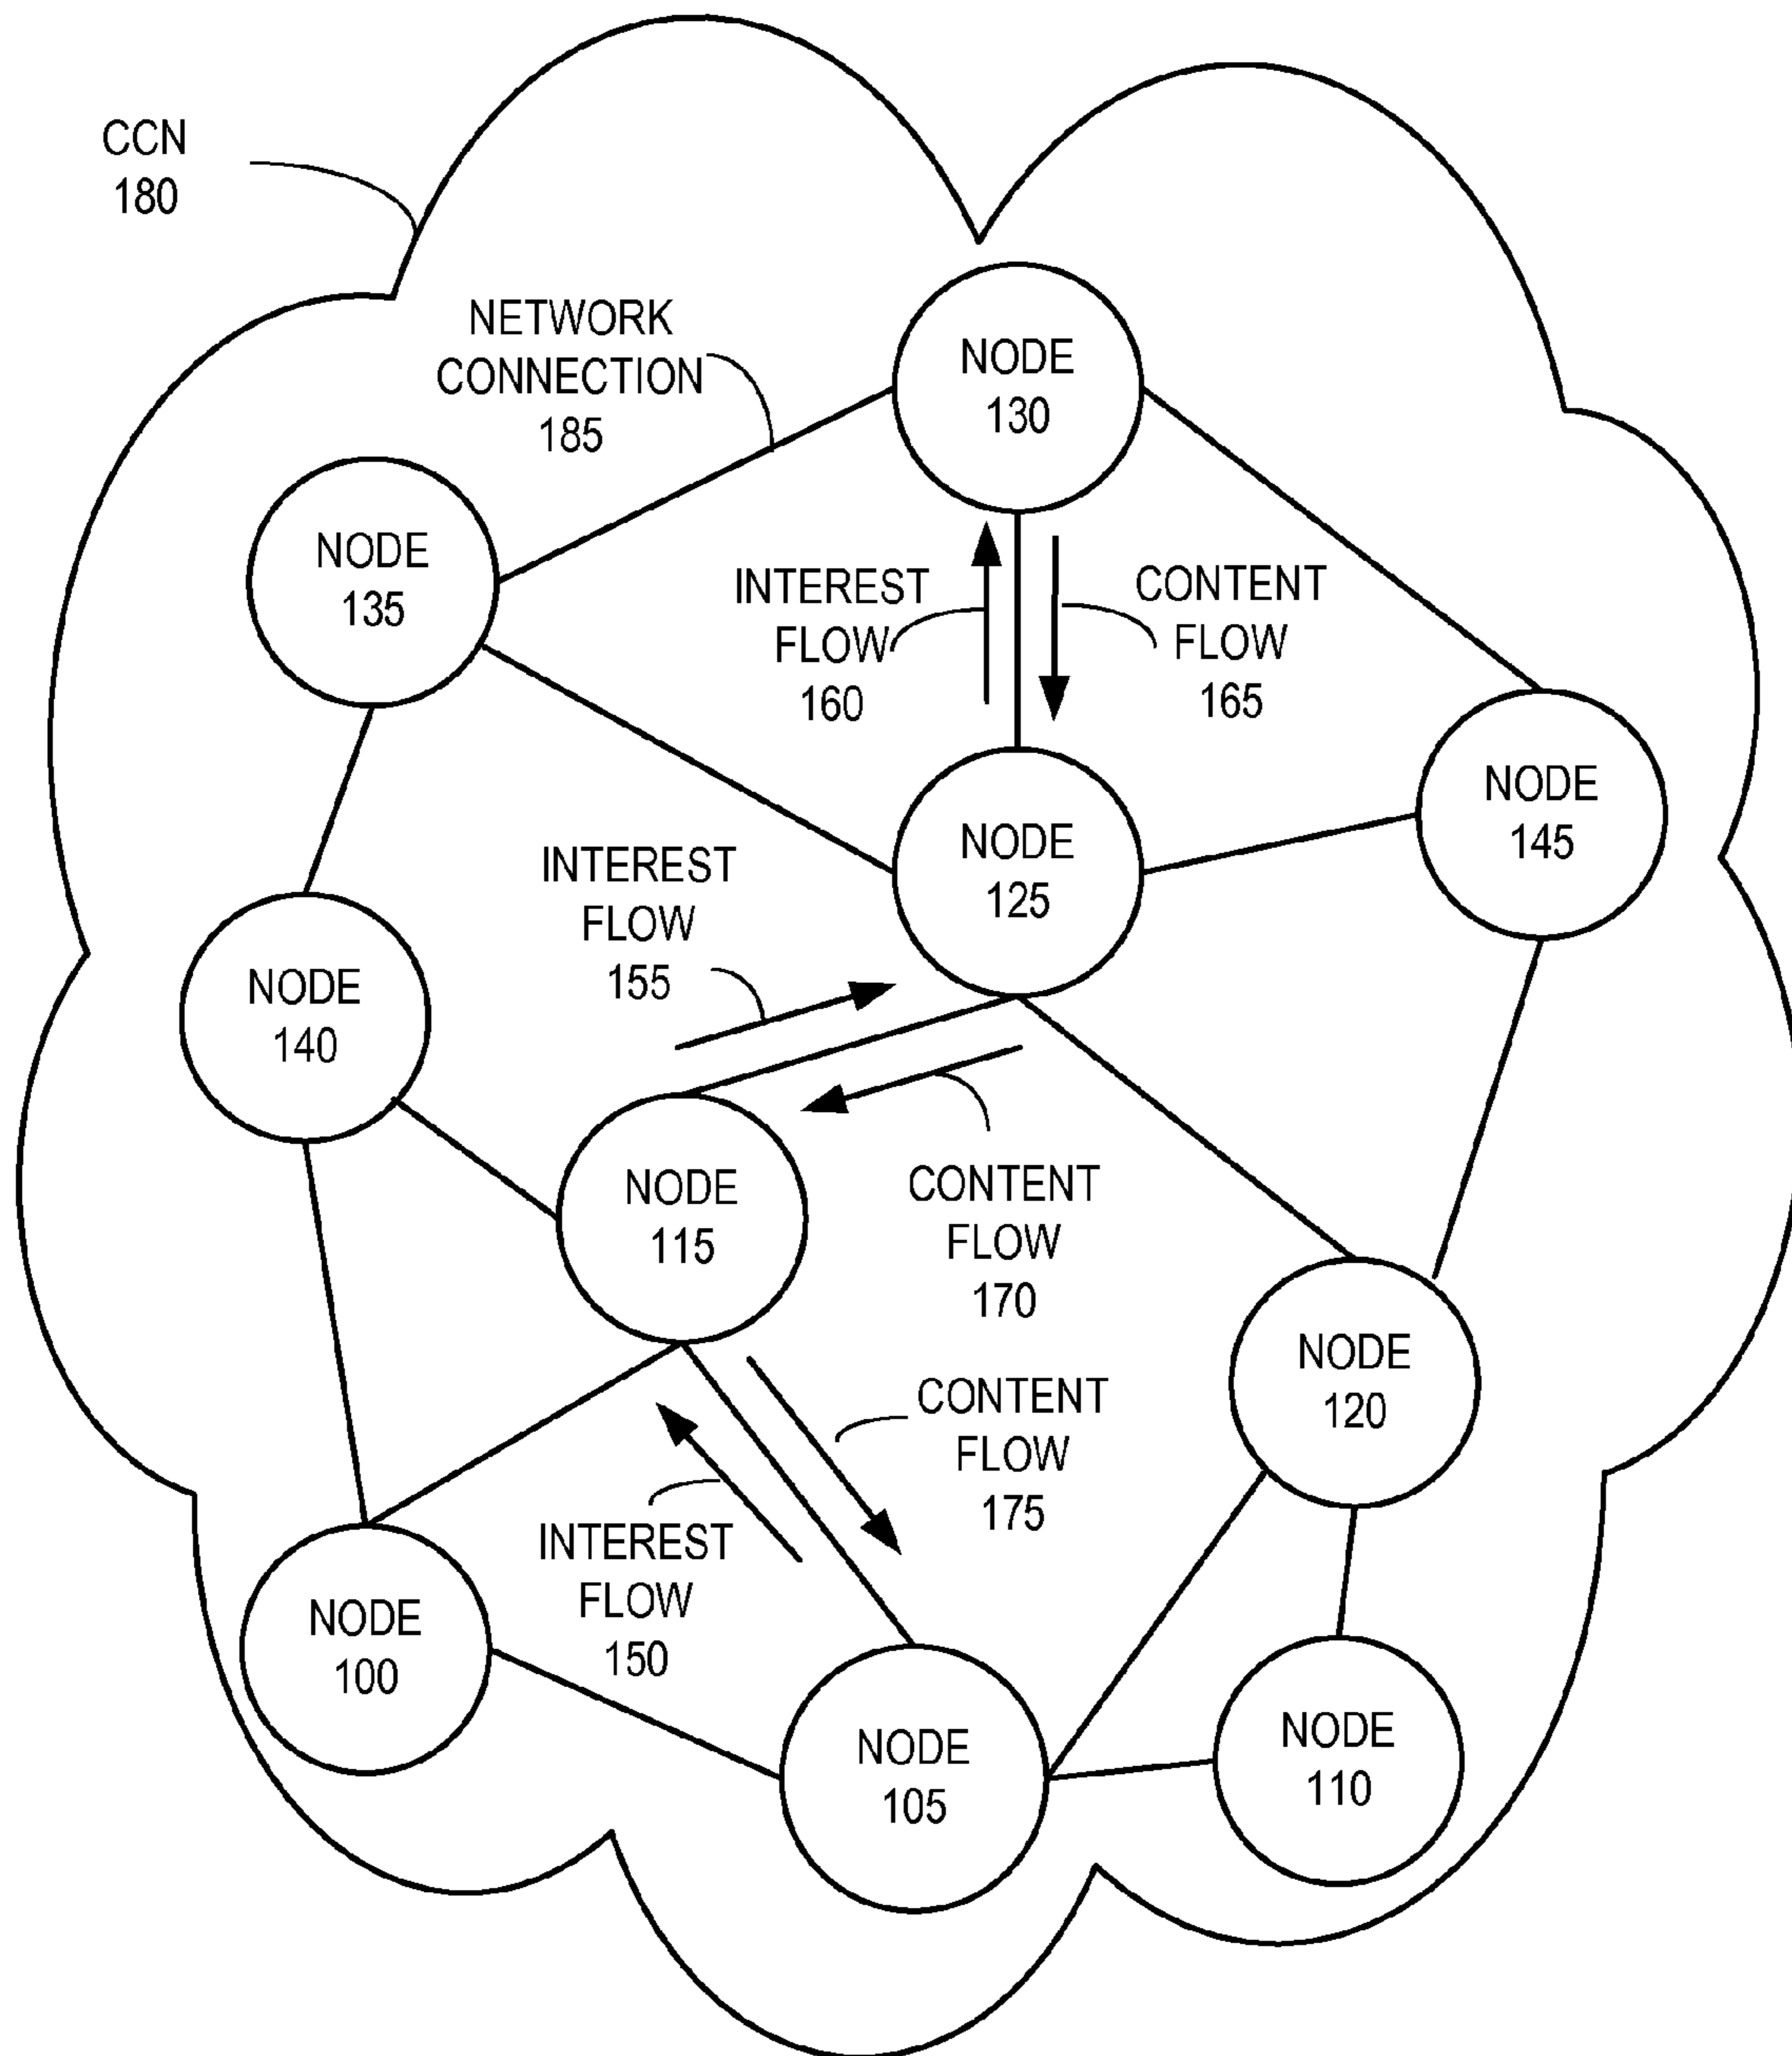 CCN
180
NETWORK
CONNECTION
185
NODE
130
NODE
135
INTEREST
FLOW
160
CONTENT
FLOW
165
NODE
145
NODE
125
INTEREST
FLOW
155
NODE
140
NODE
115
CONTENT
FLOW
170
NODE
120
CONTENT
FLOW
175
INTEREST
FLOW
150
NODE
100
NODE
105
NODE
110